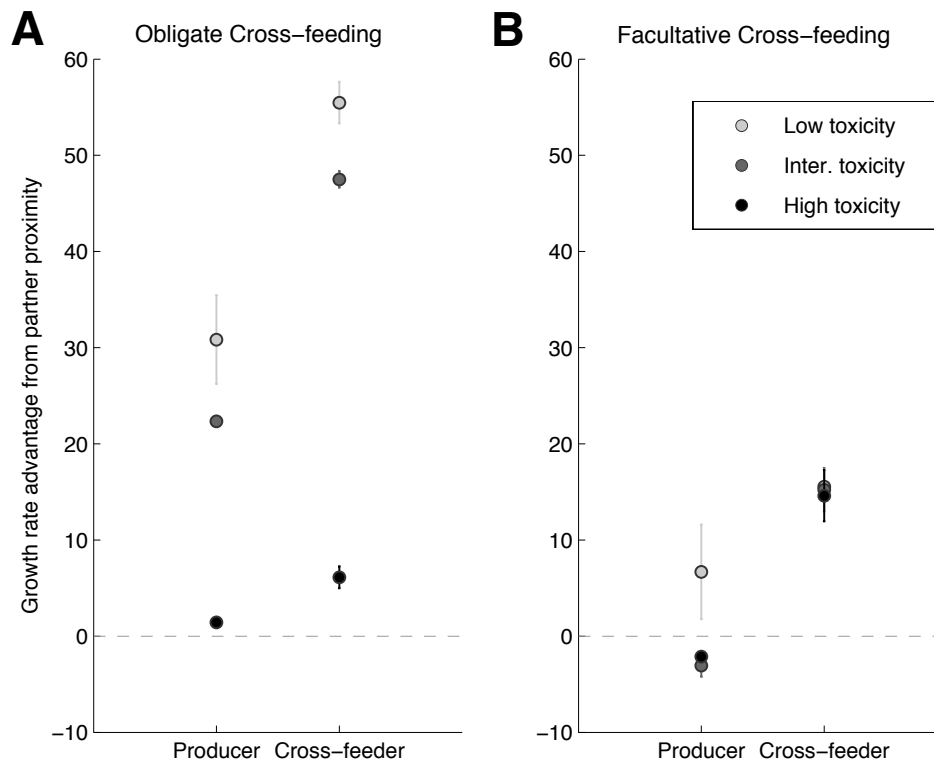 A
Obligate Cross−feeding
B
Facultative Cross−feeding
Growth rate advantage from partner proximity
60
50
40
30
20
10
0
−10
Producer
Cross−feeder
60
50
40
30
20
10
0
−10
Low toxicity
Inter. toxicity
High toxicity
Producer
Cross−feeder